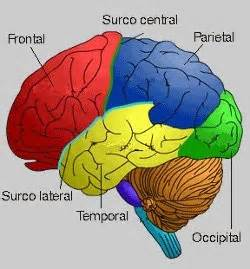 Surco central
Frontal
Parietal
Surco lateral
Temporal
Occipital